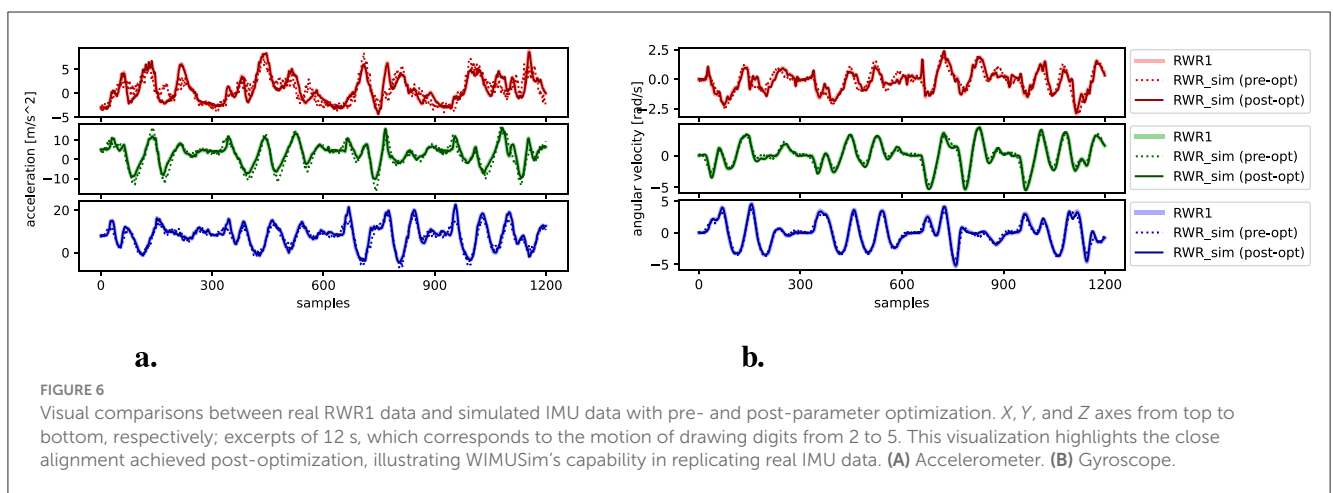 acceleration [m/s^2]
5
0
−5
10
0
−10
20
0
0
300
600
900
1200
samples
a.
angular velocity [rad/s]
2.5
0.0
−2.5
0
−5
5
0
−5
0
300
600
900
1200
samples
b.
RWR1
RWR_sim (pre-opt)
RWR_sim (post-opt)
RWR1
RWR_sim (pre-opt)
RWR_sim (post-opt)
RWR1
RWR_sim (pre-opt)
RWR_sim (post-opt)
FIGURE 6
Visual comparisons between real RWR1 data and simulated IMU data with pre- and post-parameter optimization. X, Y, and Z axes from top to
bottom, respectively; excerpts of 12 s, which corresponds to the motion of drawing digits from 2 to 5. This visualization highlights the close
alignment achieved post-optimization, illustrating WIMUSim’s capability in replicating real IMU data. (A) Accelerometer. (B) Gyroscope.